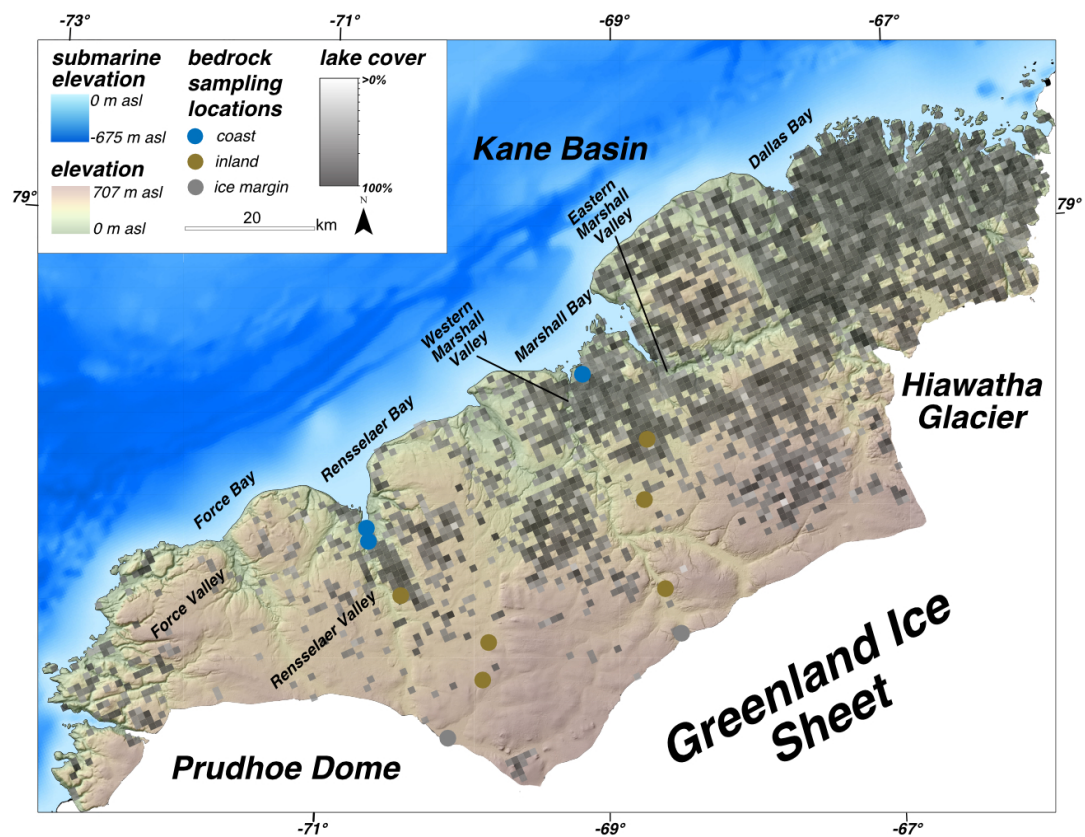 -73°
-71°
-69°
-67°
submarine
elevation
0 m asl
-675 m asl
elevation
707 m asl
0 m asl
bedrock
sampling
locations
coast
inland
ice margin
20
km
lake cover
>0%
100%
N
79°
79°
Kane Basin
Dallas Bay
Eastern
Marshall
Valley
Western
Marshall
Valley
Marshall Bay
Rensselaer Bay
Force Bay
Force Valley
Rensselaer Valley
Hiawatha
Glacier
Greenland Ice
Sheet
Prudhoe Dome
-71°
-69°
-67°